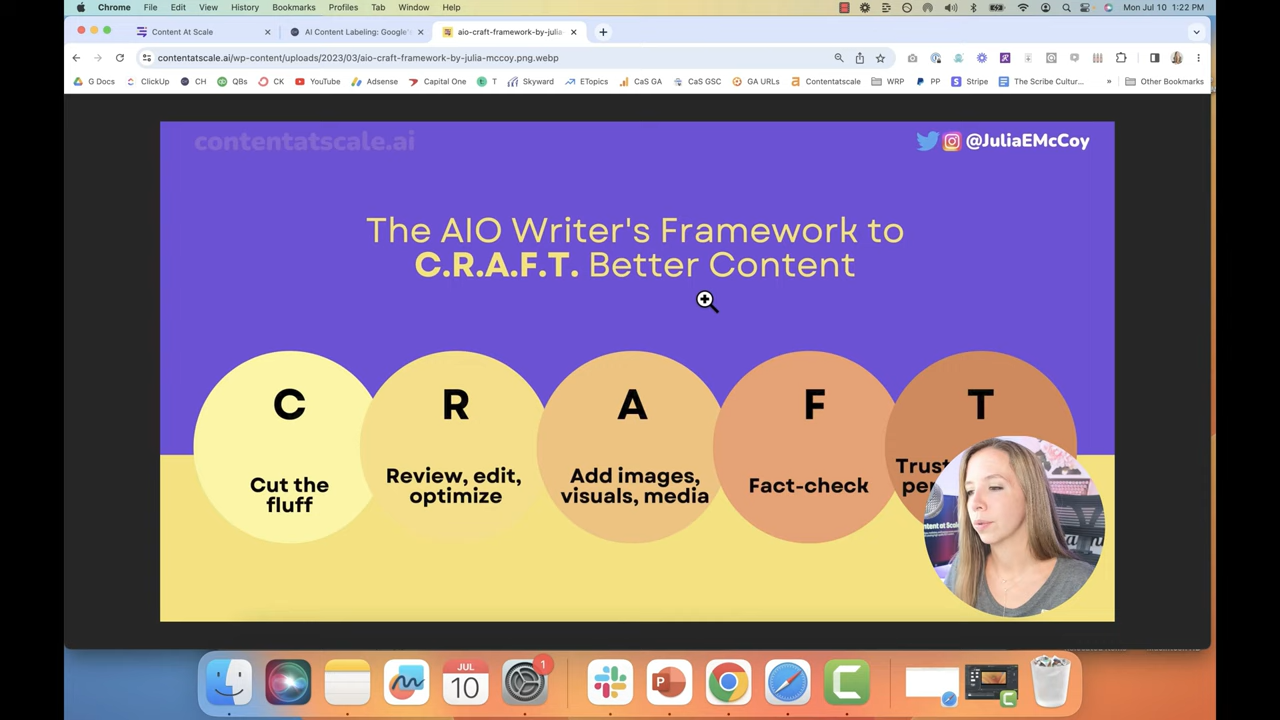 Chrome File Edit View History Bookmarks Profiles Tab Window Help Mon Jul 10 1:22 PM
Content At Scale AI Content Labeling: Google' aio-craft-framework-by-julia-
contentatscale.ai/wp-content/uploads/2023/03/aio-craft-framework-by-julia-mccoy.png.webp
G Docs ClickUp CH QBs CK YouTube Adsense Capital One T Skyward ETopics CaS GA CaS GSC GA URLs Contentatscale WRP PP Stripe The Scribe Cultur... » Other Bookmarks
contentatscale.ai @JuliaEMcCoy
The AIO Writer's Framework to
C.R.A.F.T. Better Content
C R A F T
Cut the
fluff
Review, edit,
optimize
Add images,
visuals, media
Fact-check
Trust
JUL
10
1